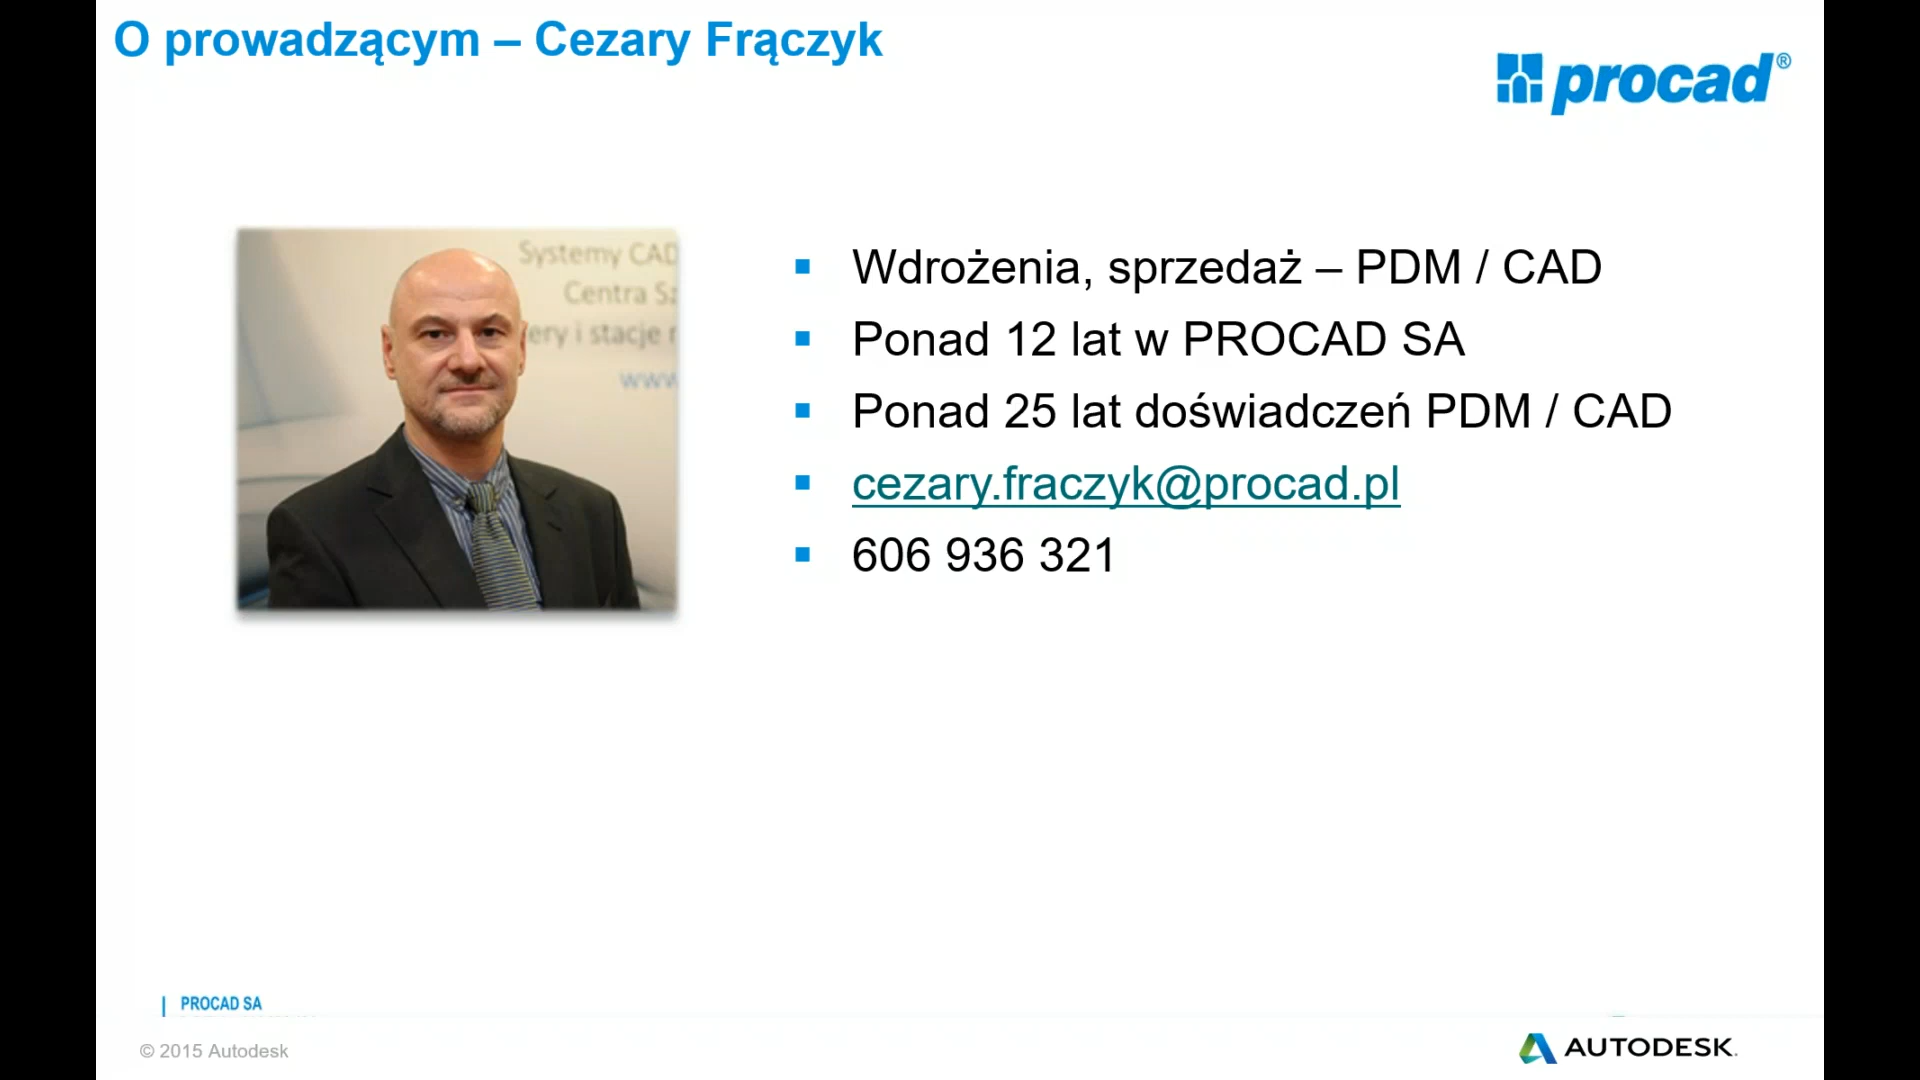 O prowadzącym – Cezary Frączyk
procad®
Systemy CAD
Centra Sz
ery i stacje r
www
Wdrożenia, sprzedaż – PDM / CAD
Ponad 12 lat w PROCAD SA
Ponad 25 lat doświadczeń PDM / CAD
cezary.fraczyk@procad.pl
606 936 321
PROCAD SA
© 2015 Autodesk
AUTODESK.